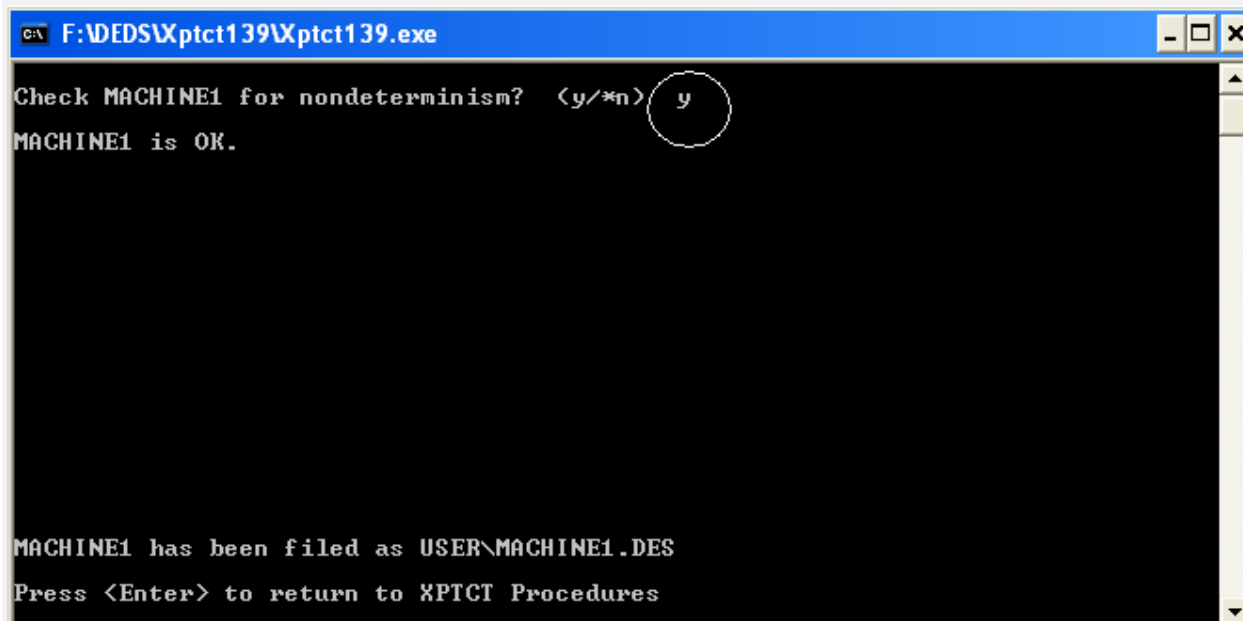 F:\DEDS\Xptct139\Xptct139.exe
Check MACHINE1 for nondeterminism? (y/*n) y
MACHINE1 is OK.
MACHINE1 has been filed as USER\MACHINE1.DES
Press <Enter> to return to XPTCT Procedures